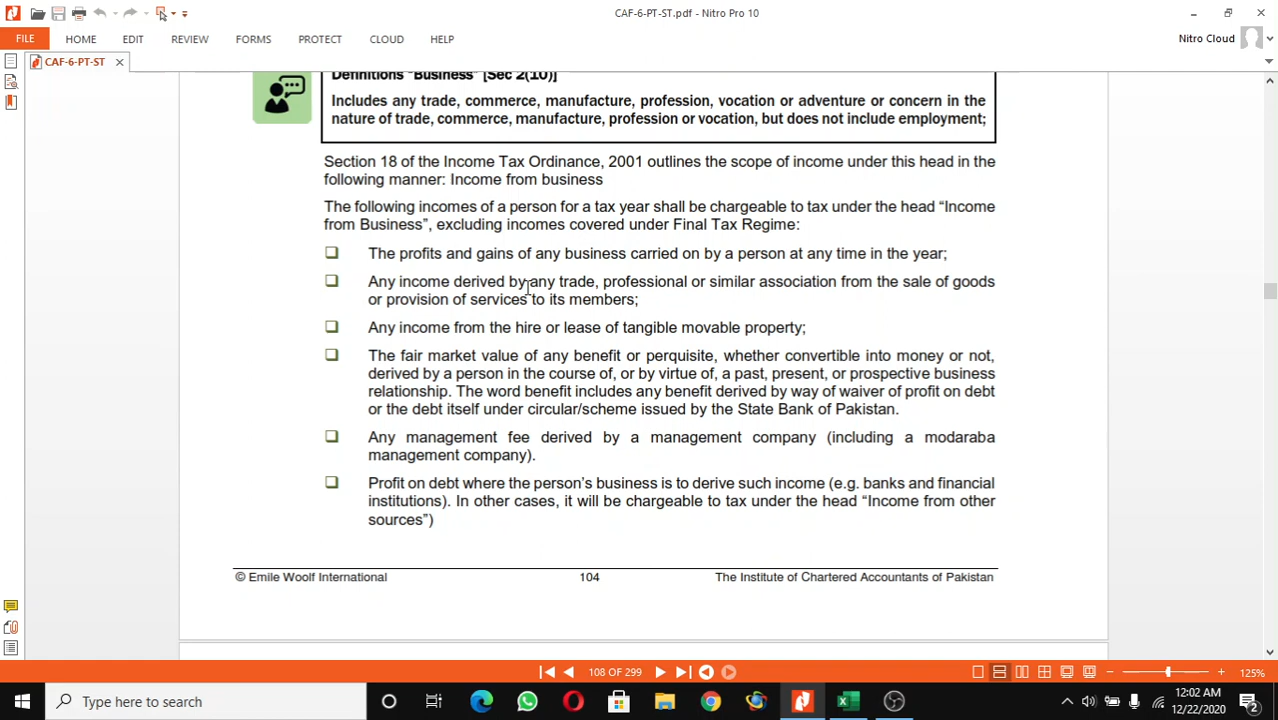 CAF-6-PT-ST.pdf - Nitro Pro 10
FILE HOME EDIT REVIEW FORMS PROTECT CLOUD HELP Nitro Cloud
CAF-6-PT-ST
Definitions "Business" [Sec 2(10)]
Includes any trade, commerce, manufacture, profession, vocation or adventure or concern in the
nature of trade, commerce, manufacture, profession or vocation, but does not include employment;
Section 18 of the Income Tax Ordinance, 2001 outlines the scope of income under this head in the
following manner: Income from business
The following incomes of a person for a tax year shall be chargeable to tax under the head “Income
from Business”, excluding incomes covered under Final Tax Regime:
The profits and gains of any business carried on by a person at any time in the year;
Any income derived by any trade, professional or similar association from the sale of goods
or provision of services to its members;
Any income from the hire or lease of tangible movable property;
The fair market value of any benefit or perquisite, whether convertible into money or not,
derived by a person in the course of, or by virtue of, a past, present, or prospective business
relationship. The word benefit includes any benefit derived by way of waiver of profit on debt
or the debt itself under circular/scheme issued by the State Bank of Pakistan.
Any management fee derived by a management company (including a modaraba
management company).
Profit on debt where the person’s business is to derive such income (e.g. banks and financial
institutions). In other cases, it will be chargeable to tax under the head “Income from other
sources”)
© Emile Woolf International 104 The Institute of Chartered Accountants of Pakistan
108 OF 299 125%
Type here to search
12:02 AM
12/22/2020
2